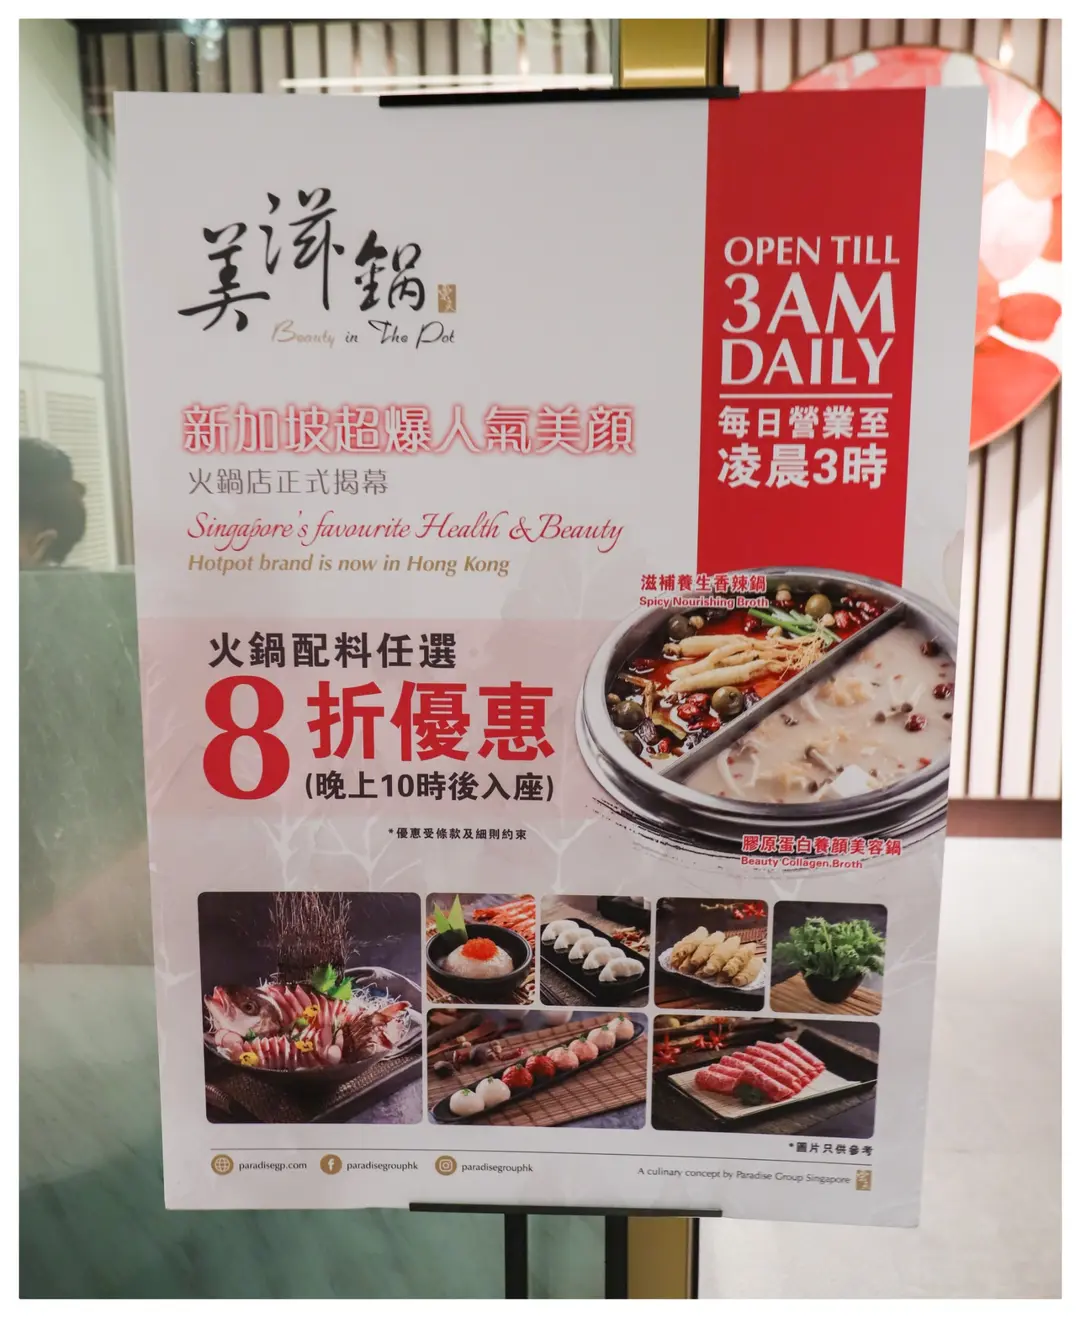 美滋鍋
Beauty in The Pot
OPEN TILL
3AM
DAILY
每日營業至
凌晨3時
新加坡超爆人氣美顏
火鍋店正式揭幕
Singapore's favourite Health & Beauty
Hotpot brand is now in Hong Kong
滋補養生香辣鍋
Spicy Nourishing Broth
火鍋配料任選
8折優惠
(晚上10時後入座)
*優惠受條款及細則約束
膠原蛋白養顏美容鍋
Beauty Collagen Broth
*圖片只供參考
paradisegp.com paradisegrouphk paradisegrouphk
A culinary concept by Paradise Group Singapore